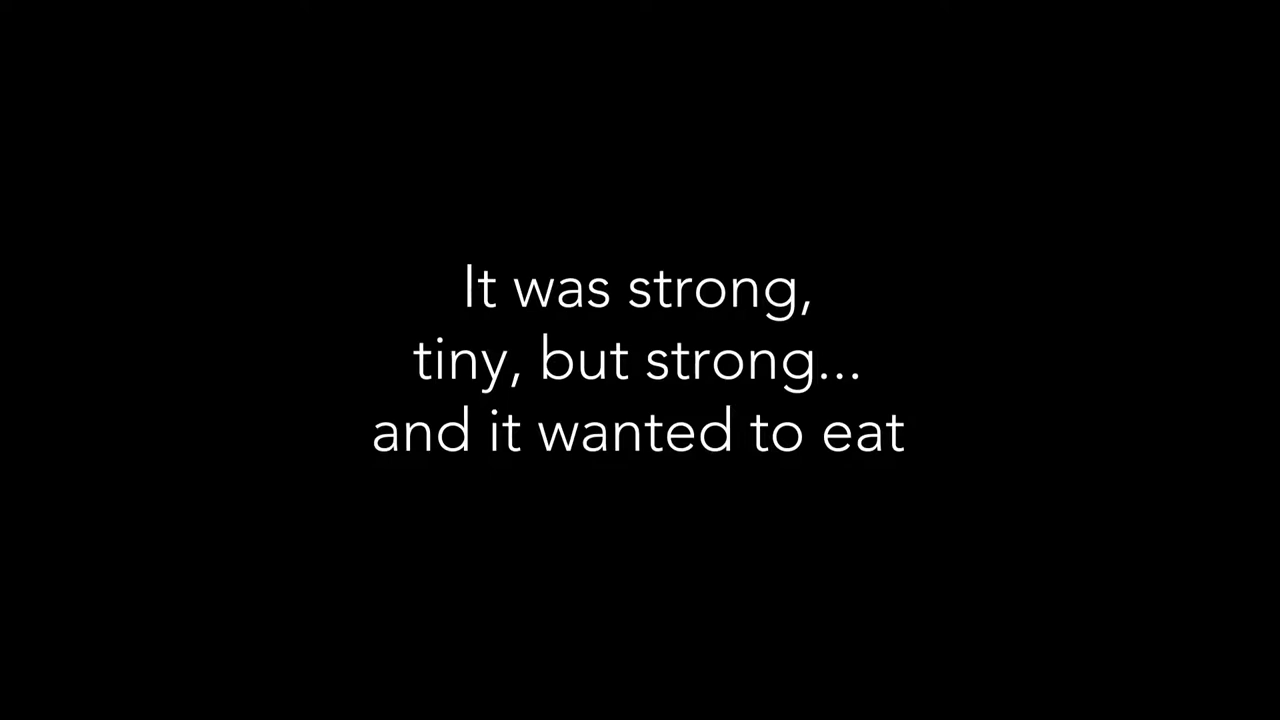 It was strong,
tiny, but strong...
and it wanted to eat